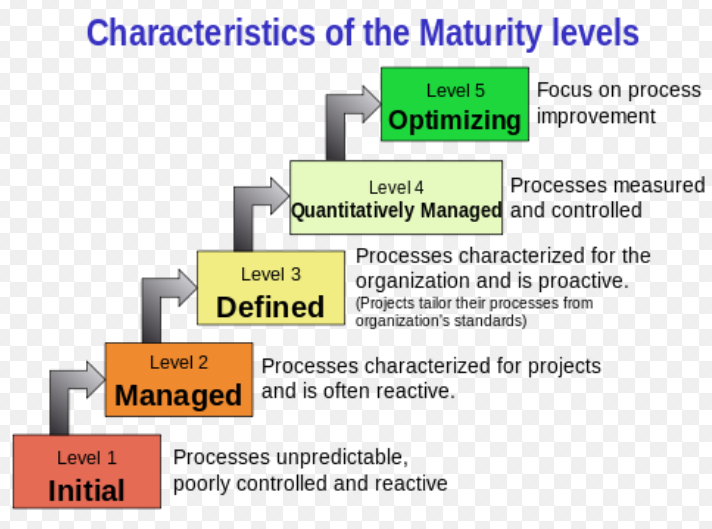 Characteristics of the Maturity levels
Level 5
Optimizing
Focus on process
improvement
Level 4
Quantitatively Managed
Processes measured
and controlled
Level 3
Defined
Processes characterized for the
organization and is proactive.
(Projects tailor their processes from
organization's standards)
Level 2
Managed
Processes characterized for projects
and is often reactive.
Level 1
Initial
Processes unpredictable,
poorly controlled and reactive